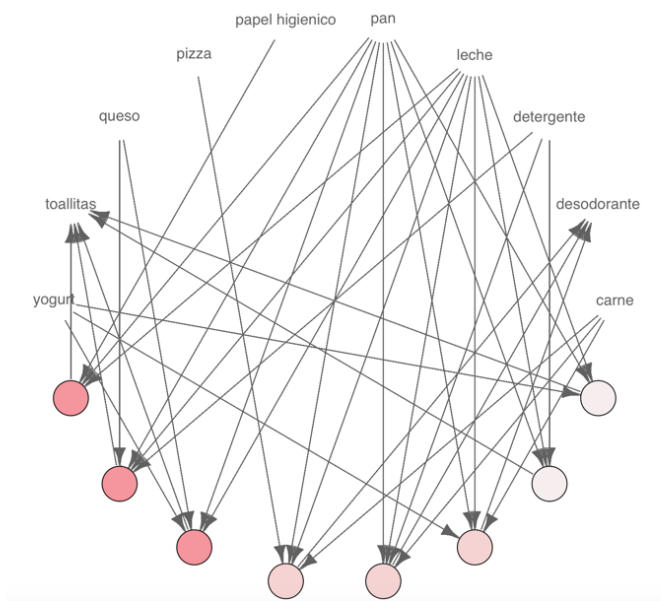 papel higienico
pan
pizza
leche
queso
detergente
toallitas
desodorante
yogurt
carne